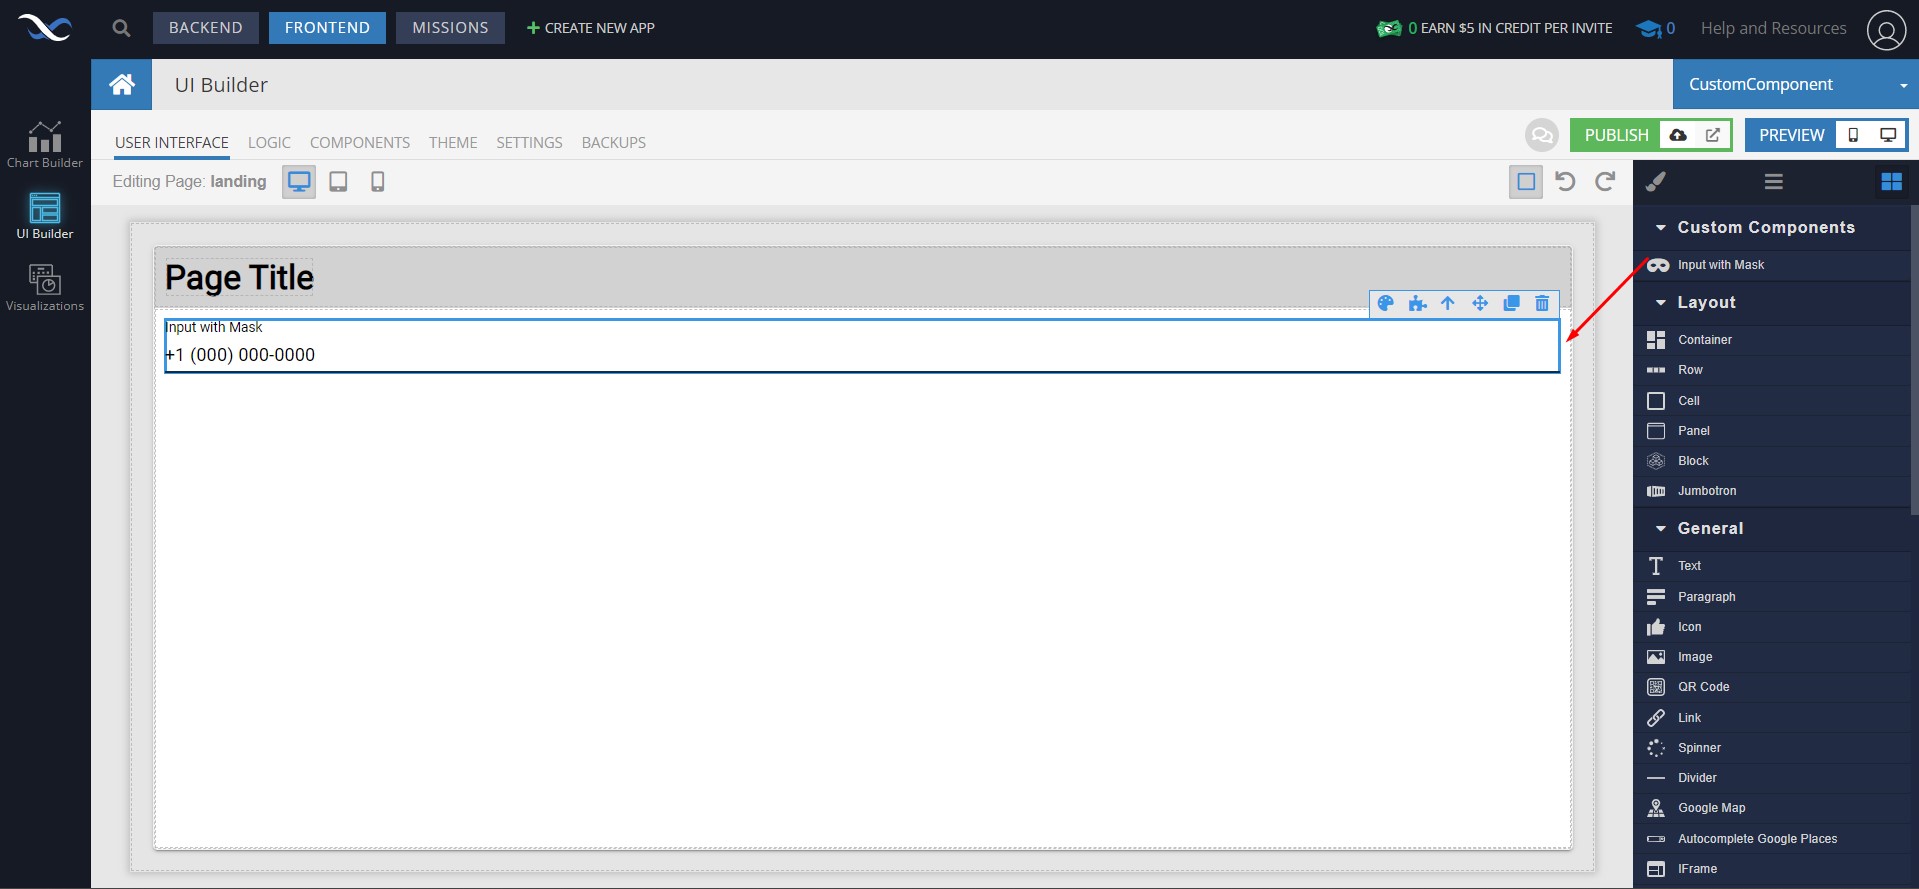 BACKEND FRONTEND MISSIONS CREATE NEW APP 0 EARN $5 IN CREDIT PER INVITE 0 Help and Resources
UI Builder CustomComponent
USER INTERFACE LOGIC COMPONENTS THEME SETTINGS BACKUPS PUBLISH PREVIEW
Editing Page: landing
Chart Builder
UI Builder
Visualizations
Page Title
Input with Mask
+1 (000) 000-0000
Custom Components
Input with Mask
Layout
Container
Row
Cell
Panel
Block
Jumbotron
General
Text
Paragraph
Icon
Image
QR Code
Link
Spinner
Divider
Google Map
Autocomplete Google Places
IFrame